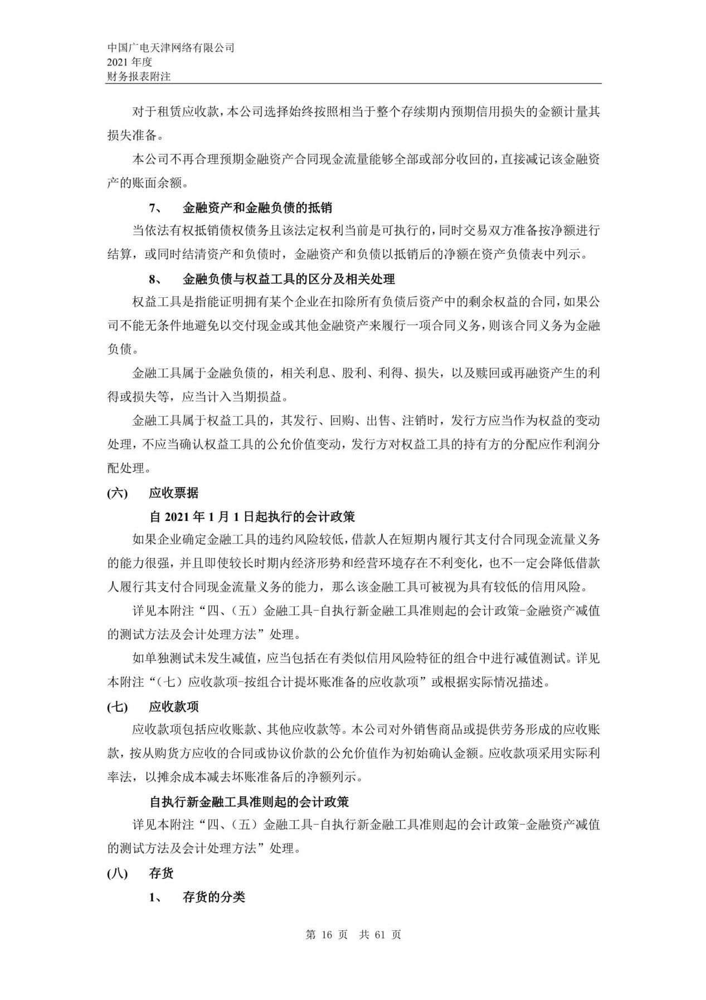 中国广电天津网络有限公司
2021 年度
财务报表附注
对于租赁应收款，本公司选择始终按照相当于整个存续期内预期信用损失的金额计量其
损失准备。
本公司不再合理预期金融资产合同现金流量能够全部或部分收回的，直接减记该金融资
产的账面余额。
7、 金融资产和金融负债的抵销
当依法有权抵销债权债务且该法定权利当前是可执行的，同时交易双方准备按净额进行
结算，或同时结清资产和负债时，金融资产和负债以抵销后的净额在资产负债表中列示。
8、 金融负债与权益工具的区分及相关处理
权益工具是指能证明拥有某个企业在扣除所有负债后资产中的剩余权益的合同，如果公
司不能无条件地避免以交付现金或其他金融资产来履行一项合同义务，则该合同义务为金融
负债。
金融工具属于金融负债的，相关利息、股利、利得、损失，以及赎回或再融资产生的利
得或损失等，应当计入当期损益。
金融工具属于权益工具的，其发行、回购、出售、注销时，发行方应当作为权益的变动
处理，不应当确认权益工具的公允价值变动，发行方对权益工具的持有方的分配应作利润分
配处理。
(六) 应收票据
自 2021 年 1 月 1 日起执行的会计政策
如果企业确定金融工具的违约风险较低，借款人在短期内履行其支付合同现金流量义务
的能力很强，并且即使较长时期内经济形势和经营环境存在不利变化，也不一定会降低借款
人履行其支付合同现金流量义务的能力，那么该金融工具可被视为具有较低的信用风险。
详见本附注“四、（五）金融工具-自执行新金融工具准则起的会计政策-金融资产减值
的测试方法及会计处理方法”处理。
如单独测试未发生减值，应当包括在有类似信用风险特征的组合中进行减值测试。详见
本附注“（七）应收款项-按组合计提坏账准备的应收款项”或根据实际情况描述。
(七) 应收款项
应收款项包括应收账款、其他应收款等。本公司对外销售商品或提供劳务形成的应收账
款，按从购货方应收的合同或协议价款的公允价值作为初始确认金额。应收款项采用实际利
率法，以摊余成本减去坏账准备后的净额列示。
自执行新金融工具准则起的会计政策
详见本附注“四、（五）金融工具-自执行新金融工具准则起的会计政策-金融资产减值
的测试方法及会计处理方法”处理。
(八) 存货
1、 存货的分类
第 16 页 共 61 页